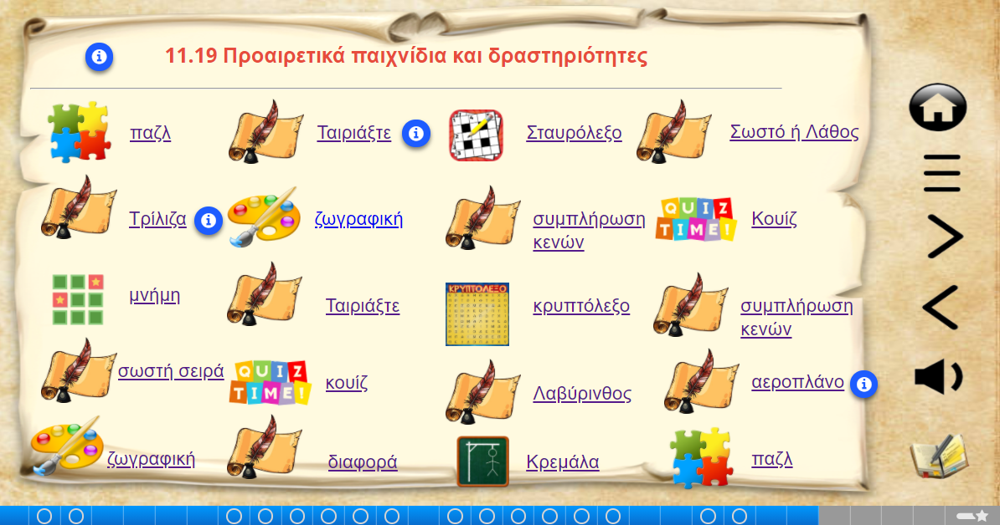 11.19 Προαιρετικά παιχνίδια και δραστηριότητες
παζλ
Ταιριάξτε
Σταυρόλεξο
Σωστό ή Λάθος
Τρίλιζα
ζωγραφική
συμπλήρωση
κενών
QUIZ
TIME!
Κουίζ
μνήμη
Ταιριάξτε
ΚΡΥΠΤΟΛΕΞΟ
κρυπτόλεξο
συμπλήρωση
κενών
σωστή σειρά
QUIZ
TIME!
κουίζ
Λαβύρινθος
αεροπλάνο
ζωγραφική
διαφορά
Κρεμάλα
παζλ